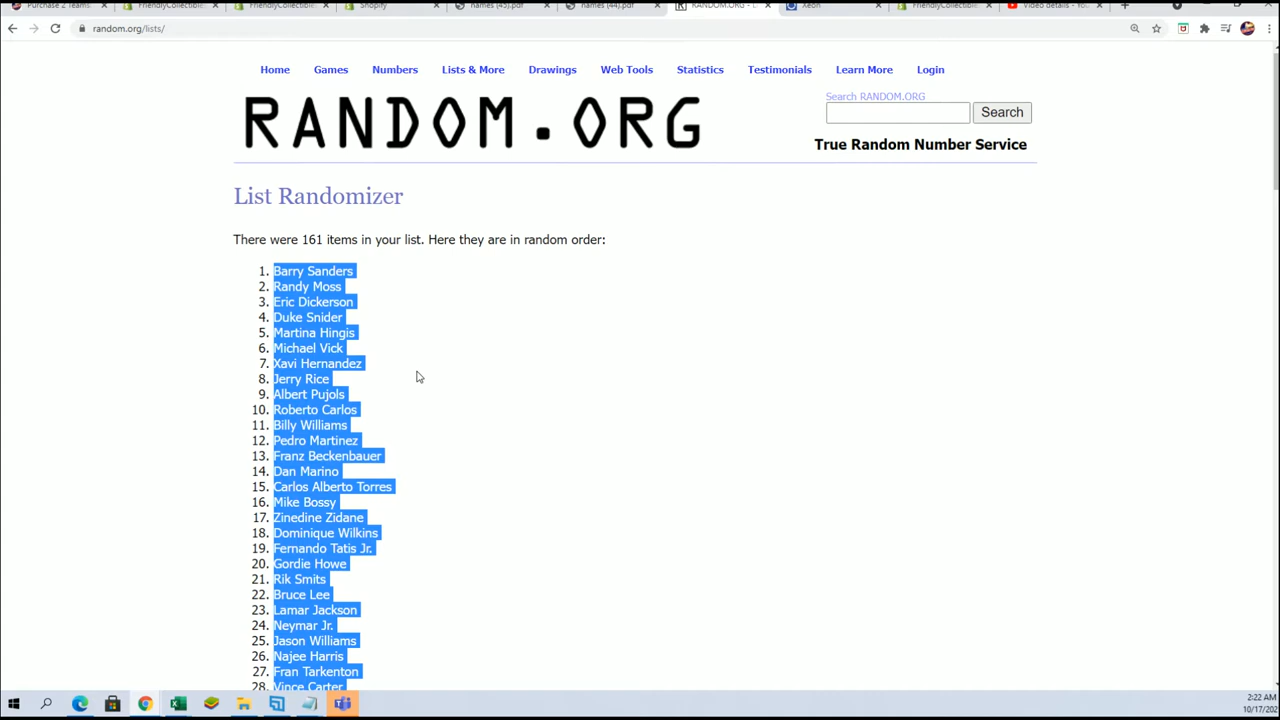 Purchase 2 Teams
FriendlyCollectible
FriendlyCollectible
Shopify
names (45).pdf
names (44).pdf
RANDOM.ORG - L
Xeon
FriendlyCollectible
Video details - You
random.org/lists/
Home Games Numbers Lists & More Drawings Web Tools Statistics Testimonials Learn More Login
RANDOM.ORG
Search RANDOM.ORG
Search
True Random Number Service
List Randomizer
There were 161 items in your list. Here they are in random order:
1. Barry Sanders
2. Randy Moss
3. Eric Dickerson
4. Duke Snider
5. Martina Hingis
6. Michael Vick
7. Xavi Hernandez
8. Jerry Rice
9. Albert Pujols
10. Roberto Carlos
11. Billy Williams
12. Pedro Martinez
13. Franz Beckenbauer
14. Dan Marino
15. Carlos Alberto Torres
16. Mike Bossy
17. Zinedine Zidane
18. Dominique Wilkins
19. Fernando Tatis Jr.
20. Gordie Howe
21. Rik Smits
22. Bruce Lee
23. Lamar Jackson
24. Neymar Jr.
25. Jason Williams
26. Najee Harris
27. Fran Tarkenton
28. Vince Carter
2:22 AM
10/17/202